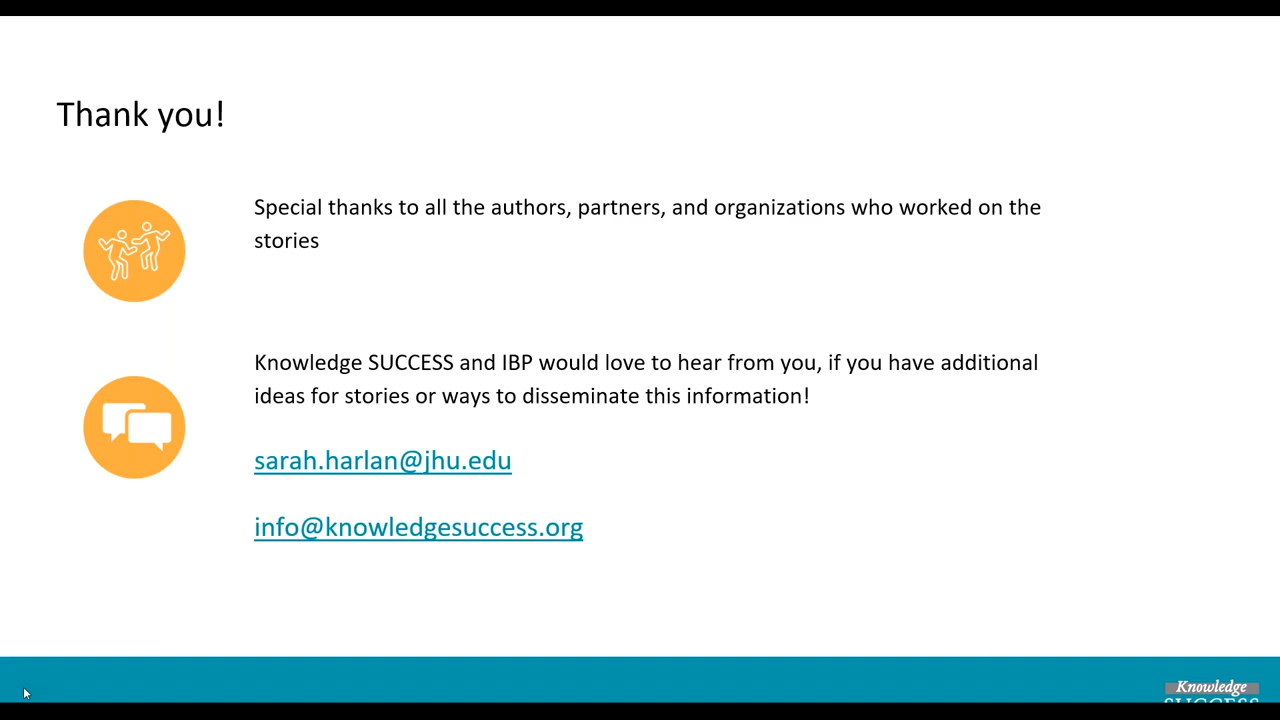 Thank you!
Special thanks to all the authors, partners, and organizations who worked on the
stories
Knowledge SUCCESS and IBP would love to hear from you, if you have additional
ideas for stories or ways to disseminate this information!
sarah.harlan@jhu.edu
info@knowledgesuccess.org
Knowledge
SUCCESS